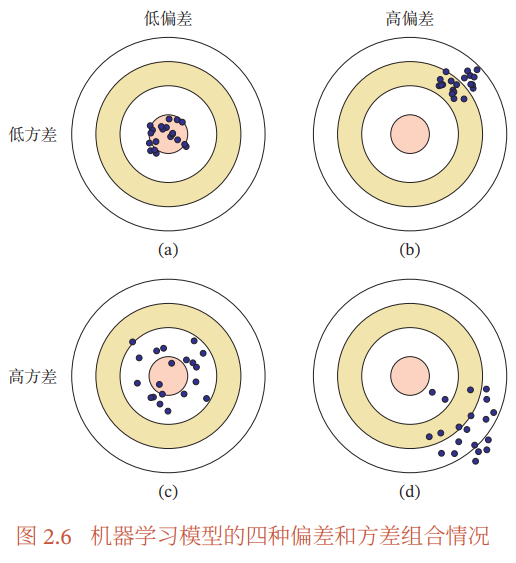 低偏差 高偏差
低方差
(a) (b)
高方差
(c) (d)
图 2.6 机器学习模型的四种偏差和方差组合情况